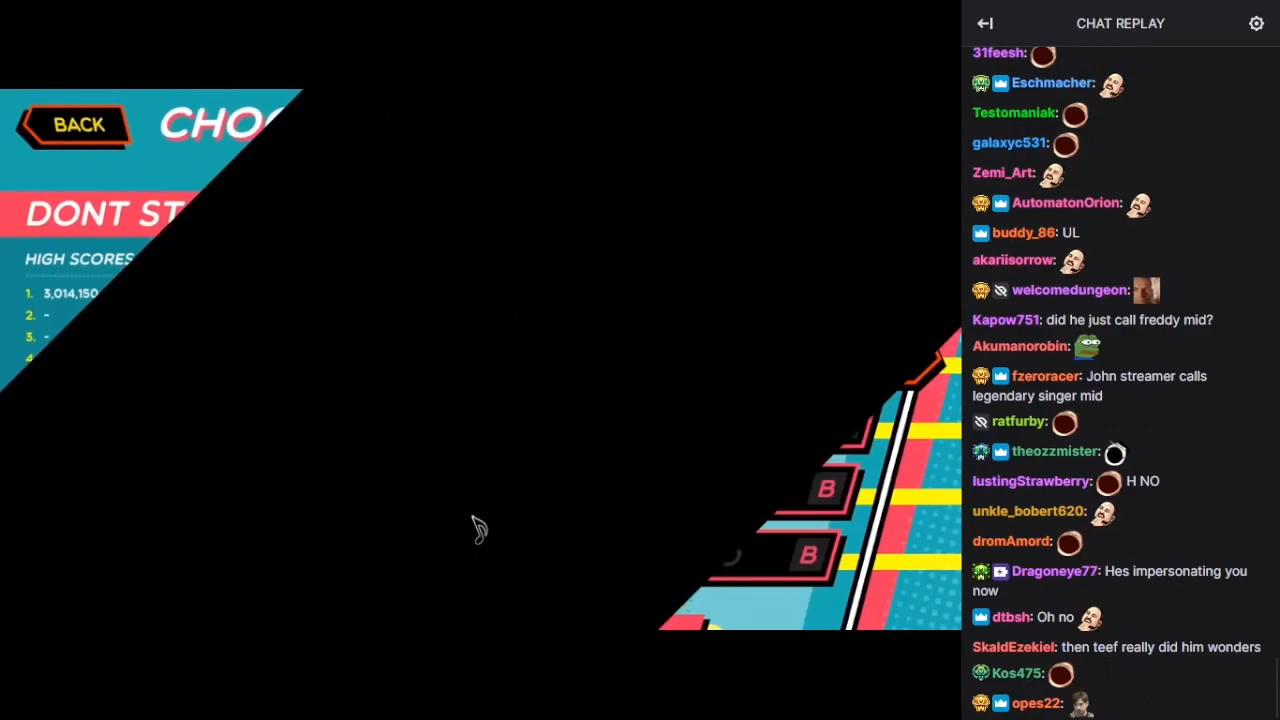 BACK
CHOO
DONT ST
HIGH SCORES
1. 3,014,150
2. -
3. -
4.
B
B
CHAT REPLAY
31feesh:
Eschmacher:
Testomaniak:
galaxyc531:
Zemi_Art:
AutomatonOrion:
buddy_86: UL
akariisorrow:
welcomedungeon:
Kapow751: did he just call freddy mid?
Akumanorobin:
fzeroracer: John streamer calls
legendary singer mid
ratfurby:
theozzmister:
lustingStrawberry: H NO
unkle_bobert620:
dromAmord:
Dragoneye77: Hes impersonating you
now
dtbsh: Oh no
SkaldEzekiel: then teef really did him wonders
Kos475:
opes22: